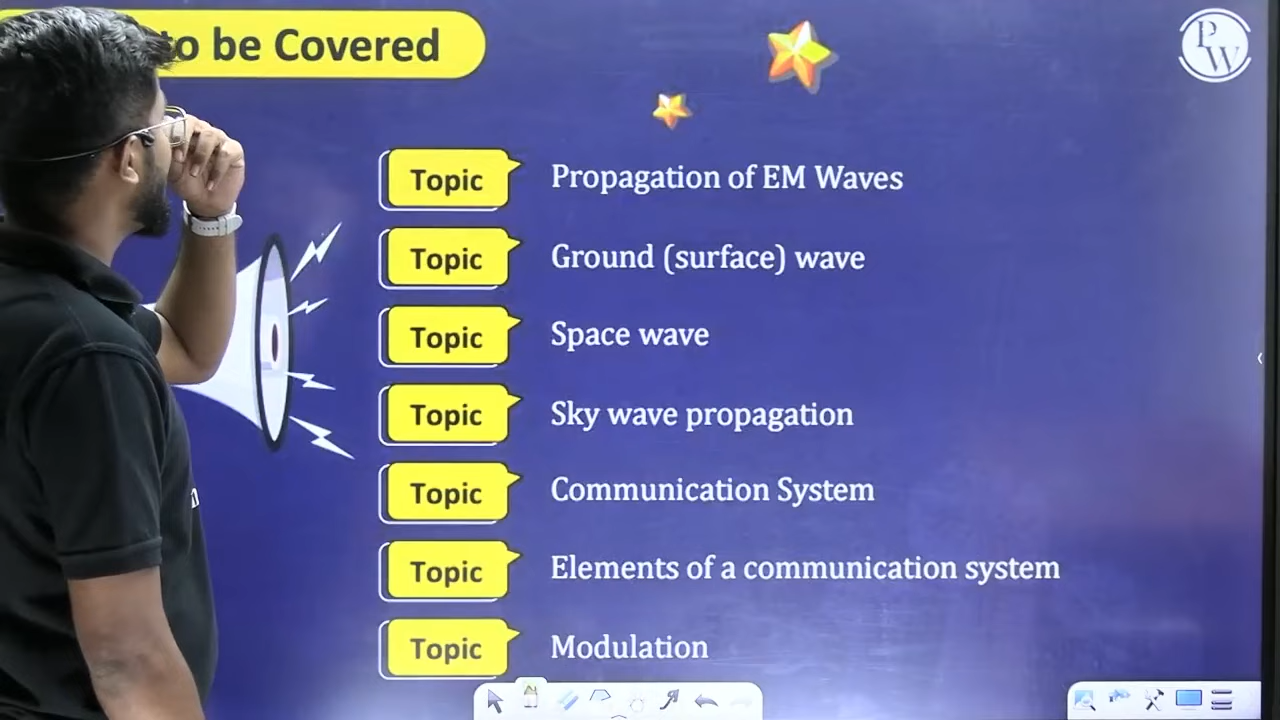 to be Covered
PW
Topic Propagation of EM Waves
Topic Ground (surface) wave
Topic Space wave
Topic Sky wave propagation
Topic Communication System
Topic Elements of a communication system
Topic Modulation